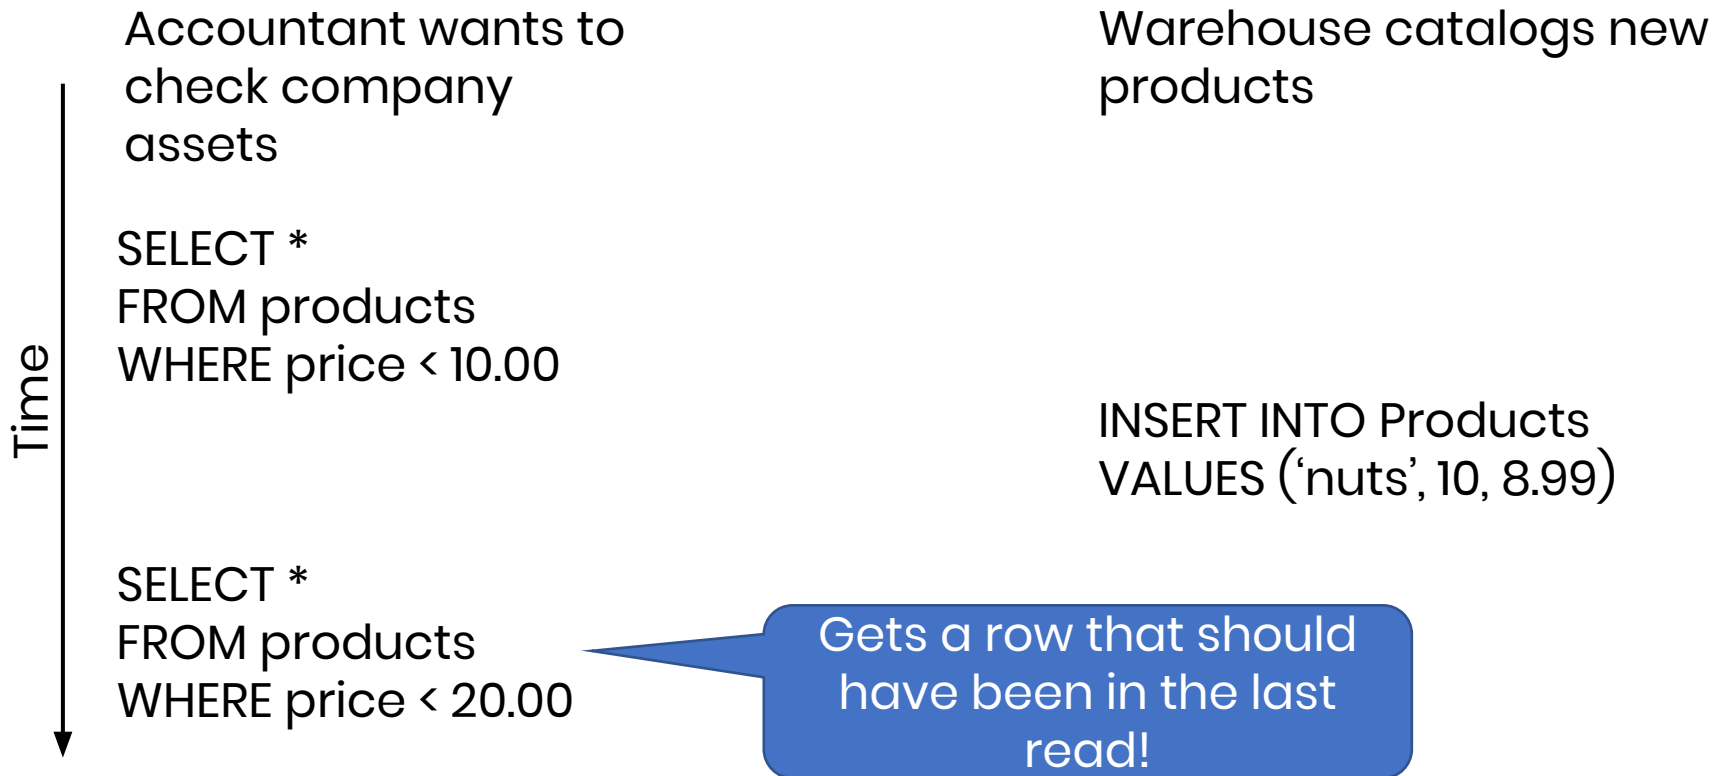 Accountant wants to
check company
assets
Warehouse catalogs new
products
Time
SELECT *
FROM products
WHERE price < 10.00
INSERT INTO Products
VALUES (‘nuts’, 10, 8.99)
SELECT *
FROM products
WHERE price < 20.00
Gets a row that should
have been in the last
read!